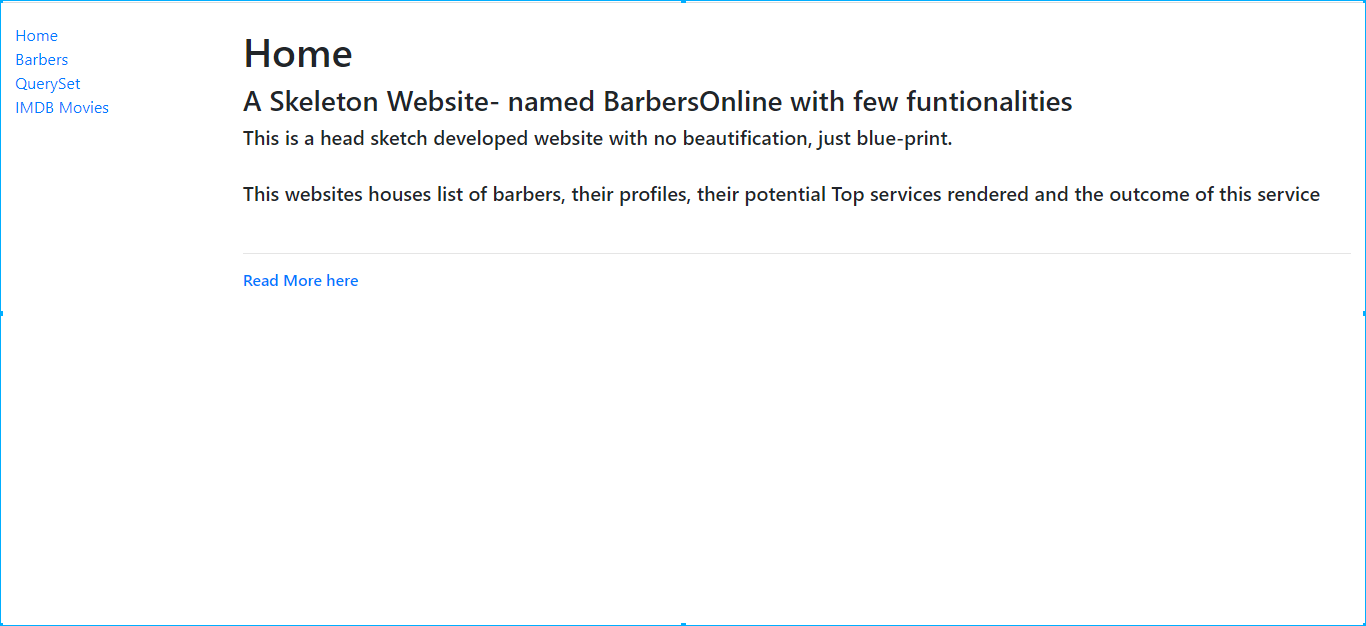 Home
Barbers
QuerySet
IMDB Movies
Home
A Skeleton Website- named BarbersOnline with few funtionalities
This is a head sketch developed website with no beautification, just blue-print.
This websites houses list of barbers, their profiles, their potential Top services rendered and the outcome of this service
Read More here